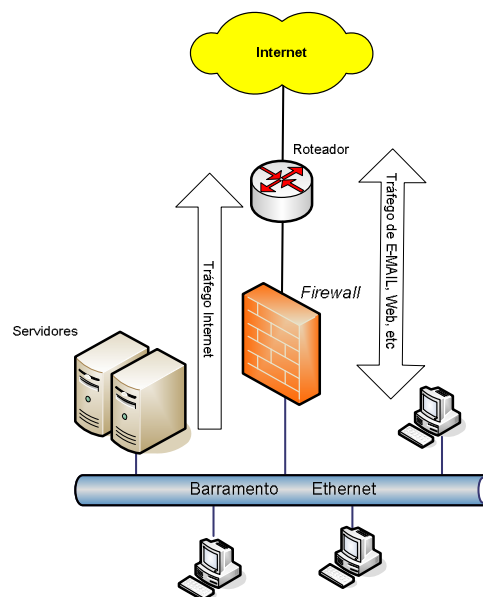 Internet
Roteador
Tráfego de E-MAIL, Web, etc
Tráfego Internet
Firewall
Servidores
Barramento Ethernet